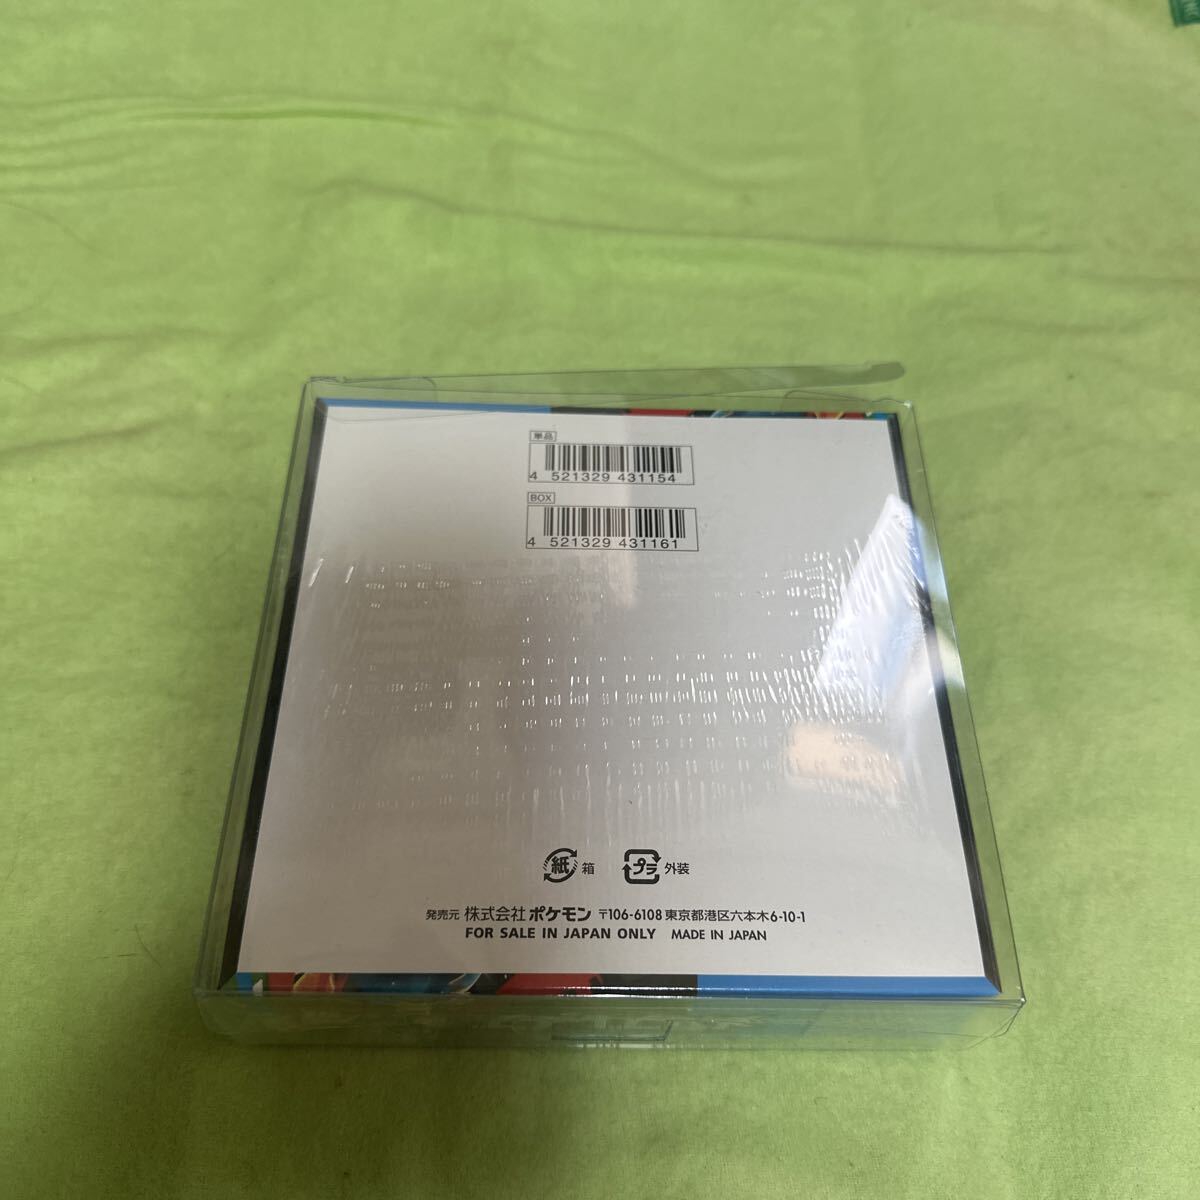 単品
4 521329 431154
BOX
4 521329 431161
紙 箱 プラ 外装
発売元 株式会社 ポケモン 〒106-6108 東京都港区六本木6-10-1
FOR SALE IN JAPAN ONLY MADE IN JAPAN